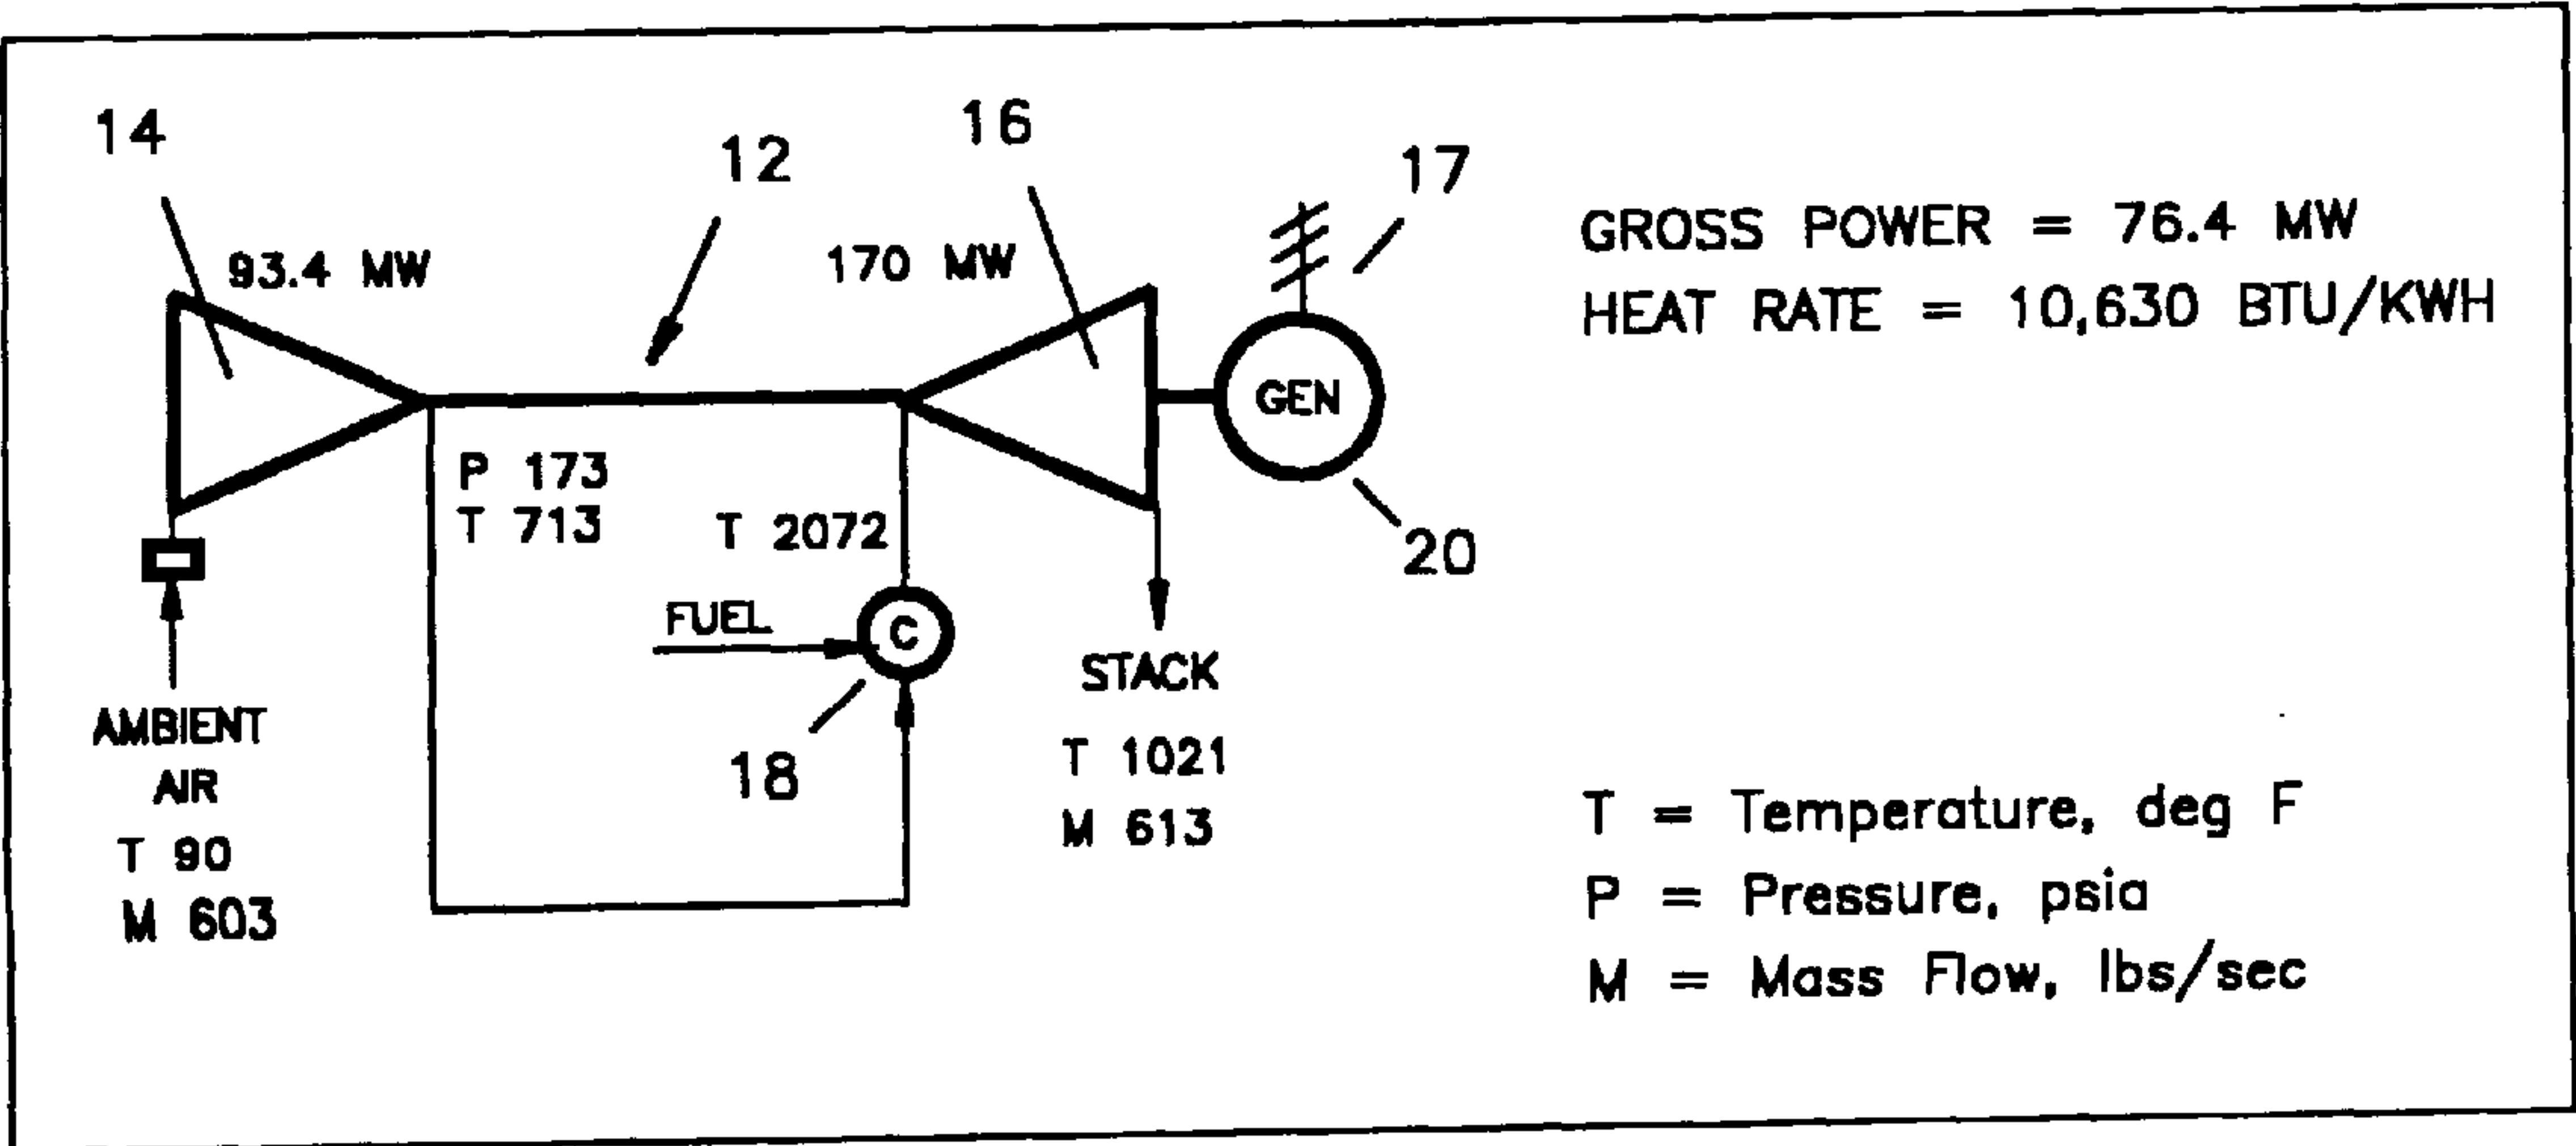 14
12
16
17
93.4 MW
170 MW
GROSS POWER = 76.4 MW
HEAT RATE = 10,630 BTU/KWH
GEN
P 173
T 713
T 2072
20
FUEL
C
18
STACK
T 1021
M 613
AMBIENT
AIR
T 90
M 603
T = Temperature, deg F
P = Pressure, psia
M = Mass Flow, lbs/sec